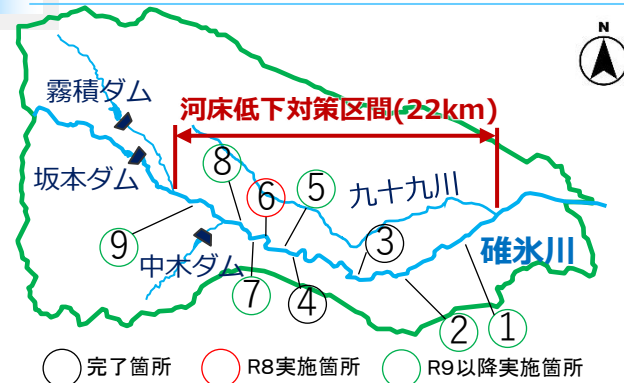 N
霧積ダム
河床低下対策区間(22km)
坂本ダム
⑧
⑤
九十九川
⑥
③
碓氷川
⑨
中木ダム
⑦
④
②
①
完了箇所
R8実施箇所
R9以降実施箇所